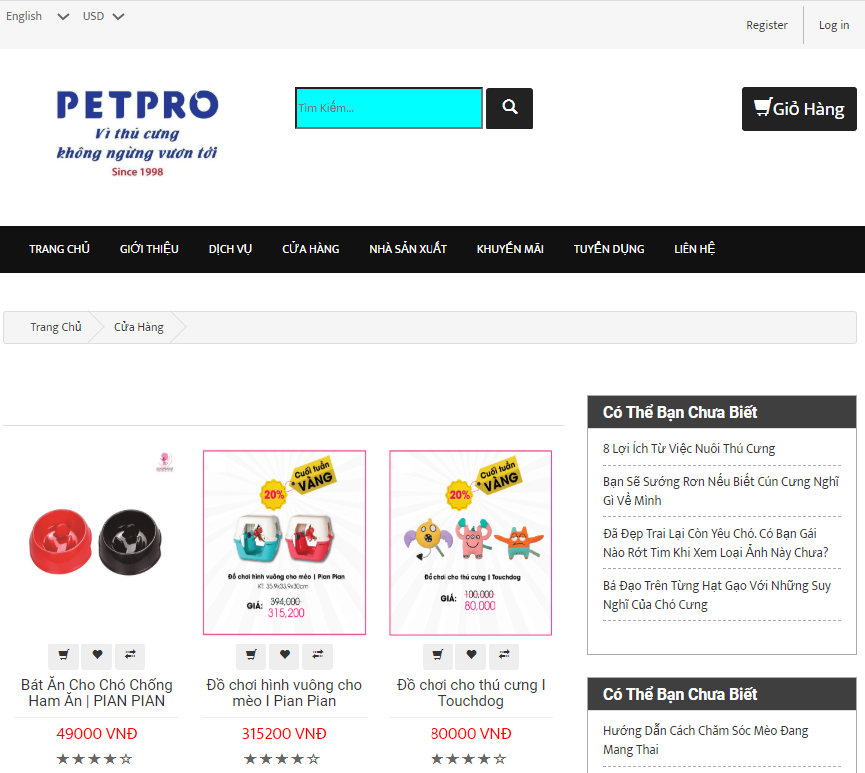 English USD
Register Log in
PETPRO
Vì thú cưng
không ngừng vươn tới
Since 1998
Tìm Kiếm...
Giỏ Hàng
TRANG CHỦ GIỚI THIỆU DỊCH VỤ CỬA HÀNG NHÀ SẢN XUẤT KHUYẾN MÃI TUYỂN DỤNG LIÊN HỆ
Trang Chủ Cửa Hàng
Cuối tuần
VÀNG
20%
Đồ chơi hình vuông cho mèo | Pian Pian
KT: 35.9x33.9x30cm
GIÁ: 394,000
315,200
Bát Ăn Cho Chó Chống
Ham Ăn | PIAN PIAN
49000 VNĐ
★★★★☆
Đồ chơi hình vuông cho
mèo I Pian Pian
315200 VNĐ
★★★★☆
Cuối tuần
VÀNG
20%
Đồ chơi cho thú cưng | Touchdog
GIÁ: 100,000
80,000
Đồ chơi cho thú cưng I
Touchdog
80000 VNĐ
★★★★☆
Có Thể Bạn Chưa Biết
8 Lợi Ích Từ Việc Nuôi Thú Cưng
Bạn Sẽ Sướng Rơn Nếu Biết Cún Cưng Nghĩ
Gì Về Mình
Đã Đẹp Trai Lại Còn Yêu Chó, Có Bạn Gái
Nào Rớt Tim Khi Xem Loại Ảnh Này Chưa?
Bá Đạo Trên Từng Hạt Gạo Với Những Suy
Nghĩ Của Chó Cưng
Có Thể Bạn Chưa Biết
Hướng Dẫn Cách Chăm Sóc Mèo Đang
Mang Thai